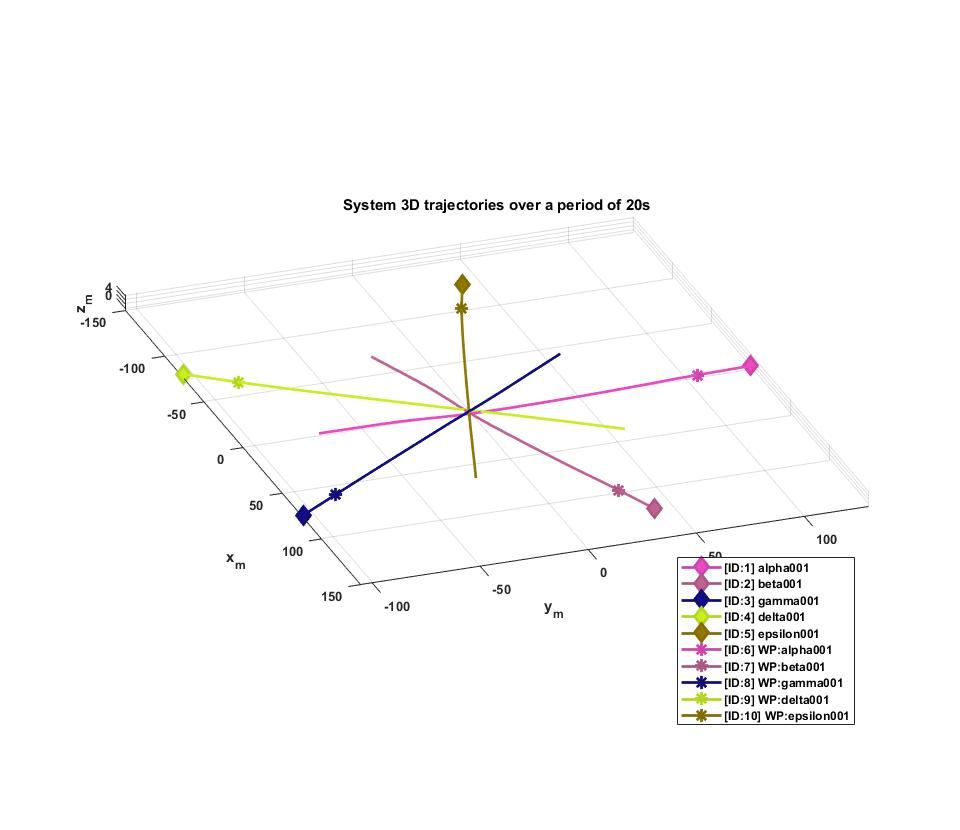 System 3D trajectories over a period of 20s
4
0
z_m
-150
-100
-50
0
50
100
150
x_m
-100
-50
0
50
100
y_m
[ID:1] alpha001
[ID:2] beta001
[ID:3] gamma001
[ID:4] delta001
[ID:5] epsilon001
[ID:6] WP:alpha001
[ID:7] WP:beta001
[ID:8] WP:gamma001
[ID:9] WP:delta001
[ID:10] WP:epsilon001